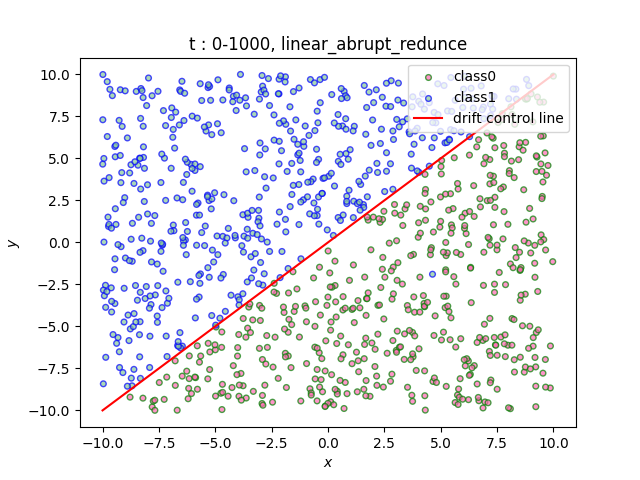 t : 0-1000, linear_abrupt_redunce
class0
class1
drift control line
10.0
7.5
5.0
2.5
0.0
−2.5
−5.0
−7.5
−10.0
y
−10.0 −7.5 −5.0 −2.5 0.0 2.5 5.0 7.5 10.0
x